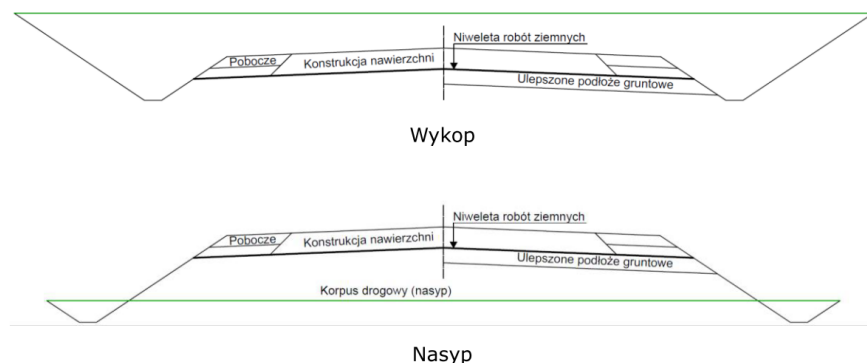 Niweleta robót ziemnych
Pobocze
Konstrukcja nawierzchni
Ulepszone podłoże gruntowe
Wykop
Niweleta robót ziemnych
Pobocze
Konstrukcja nawierzchni
Ulepszone podłoże gruntowe
Korpus drogowy (nasyp)
Nasyp